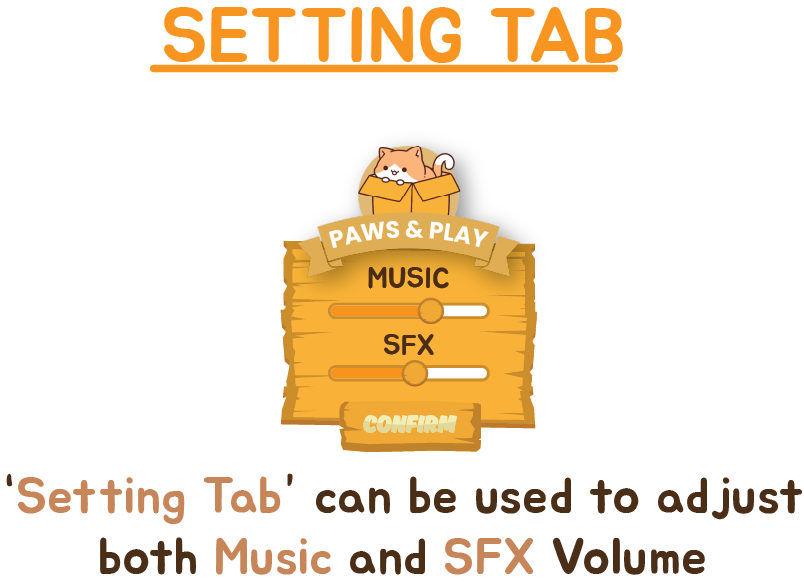 SETTING TAB
PAWS & PLAY
MUSIC
SFX
CONFIRM
‘Setting Tab’ can be used to adjust
both Music and SFX Volume